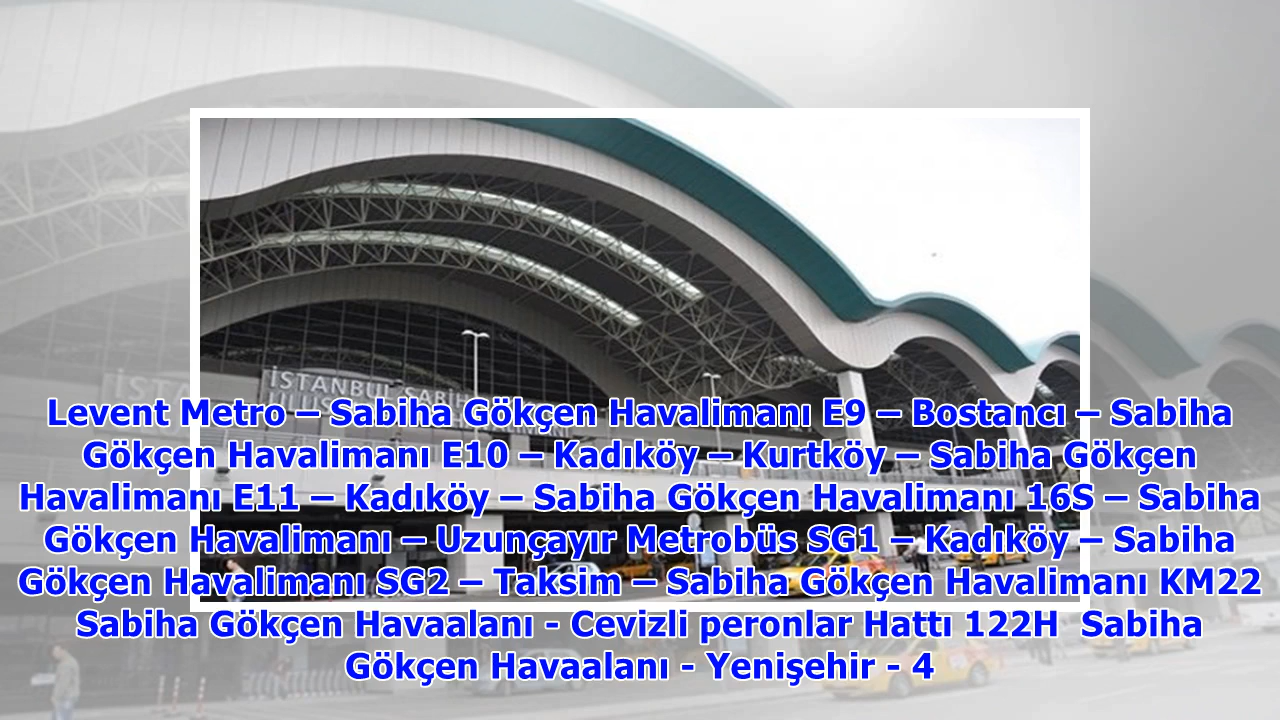 İSTANBUL SABİH
Levent Metro – Sabiha Gökçen Havalimanı E9 – Bostancı – Sabiha
Gökçen Havalimanı E10 – Kadıköy – Kurtköy – Sabiha Gökçen
Havalimanı E11 – Kadıköy – Sabiha Gökçen Havalimanı 16S – Sabiha
Gökçen Havalimanı – Uzunçayır Metrobüs SG1 – Kadıköy – Sabiha
Gökçen Havalimanı SG2 – Taksim – Sabiha Gökçen Havalimanı KM22
Sabiha Gökçen Havaalanı - Cevizli peronlar Hattı 122H  Sabiha
Gökçen Havaalanı - Yenişehir - 4